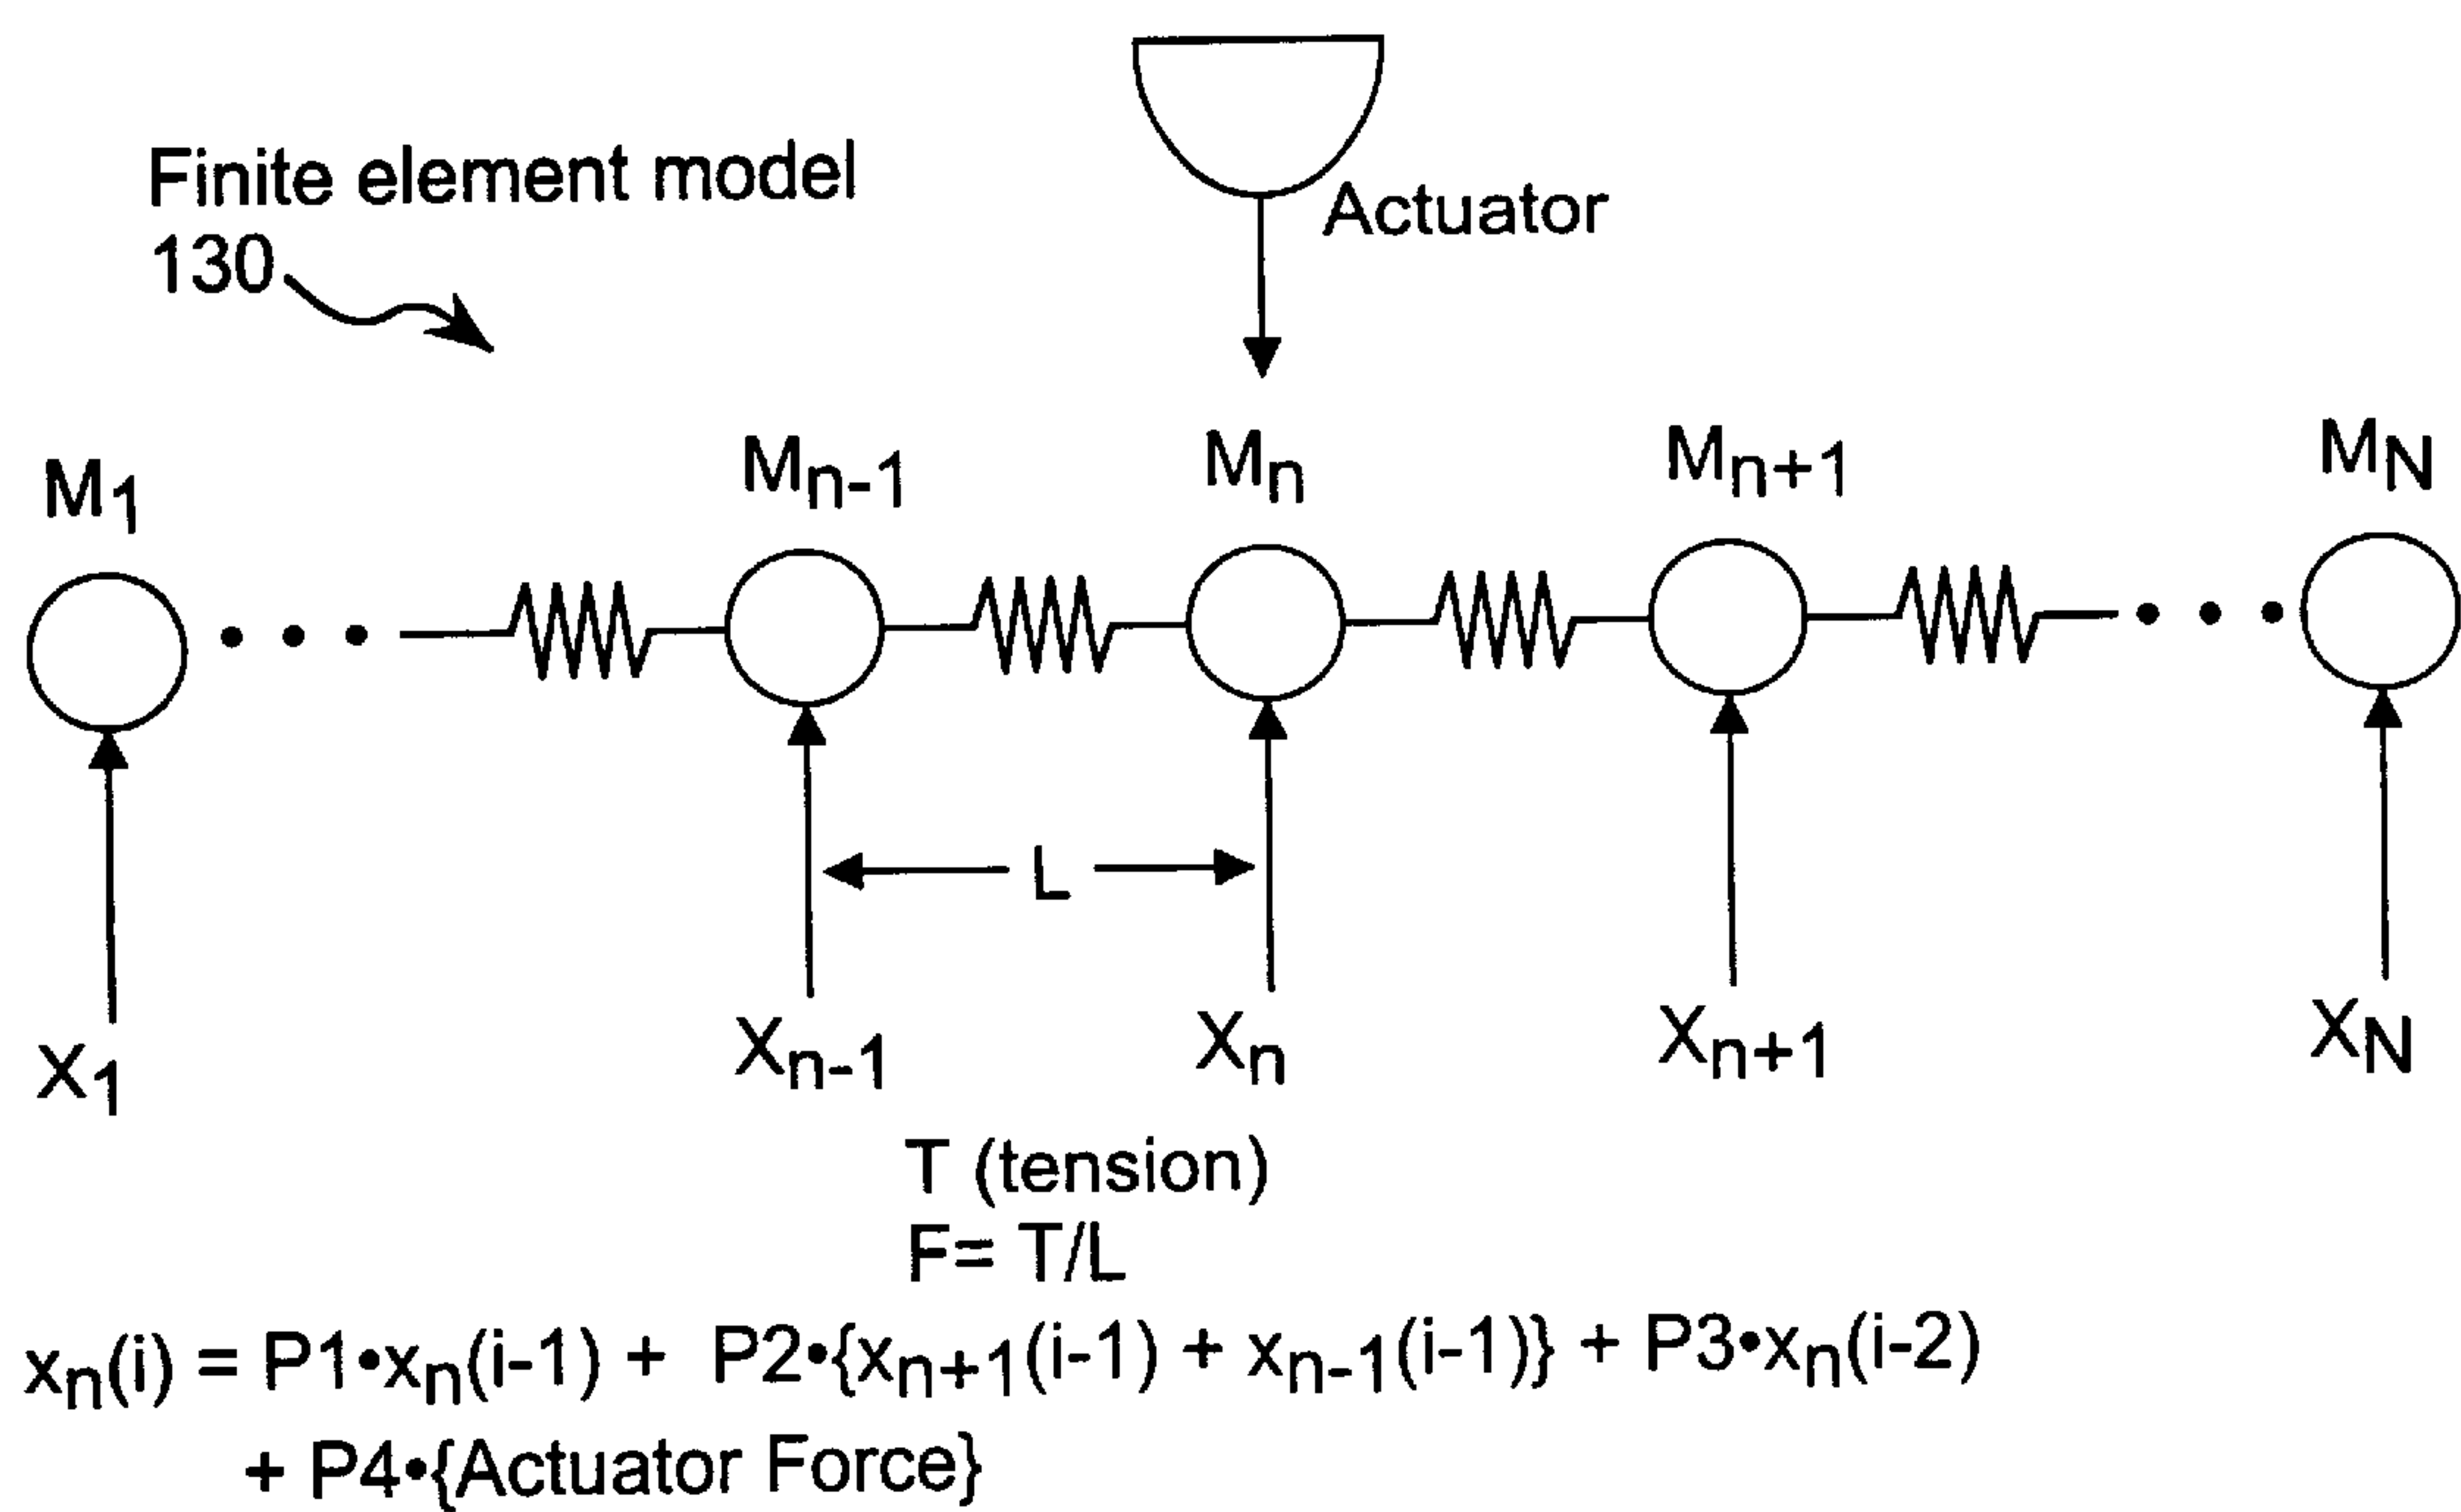 Finite element model
130
Actuator
M1
Mn-1
Mn
Mn+1
MN
L
X1
Xn-1
Xn
Xn+1
XN
T (tension)
F= T/L
xn(i) = P1•xn(i-1) + P2•{xn+1(i-1) + xn-1(i-1)} + P3•xn(i-2)
+ P4•{Actuator Force}